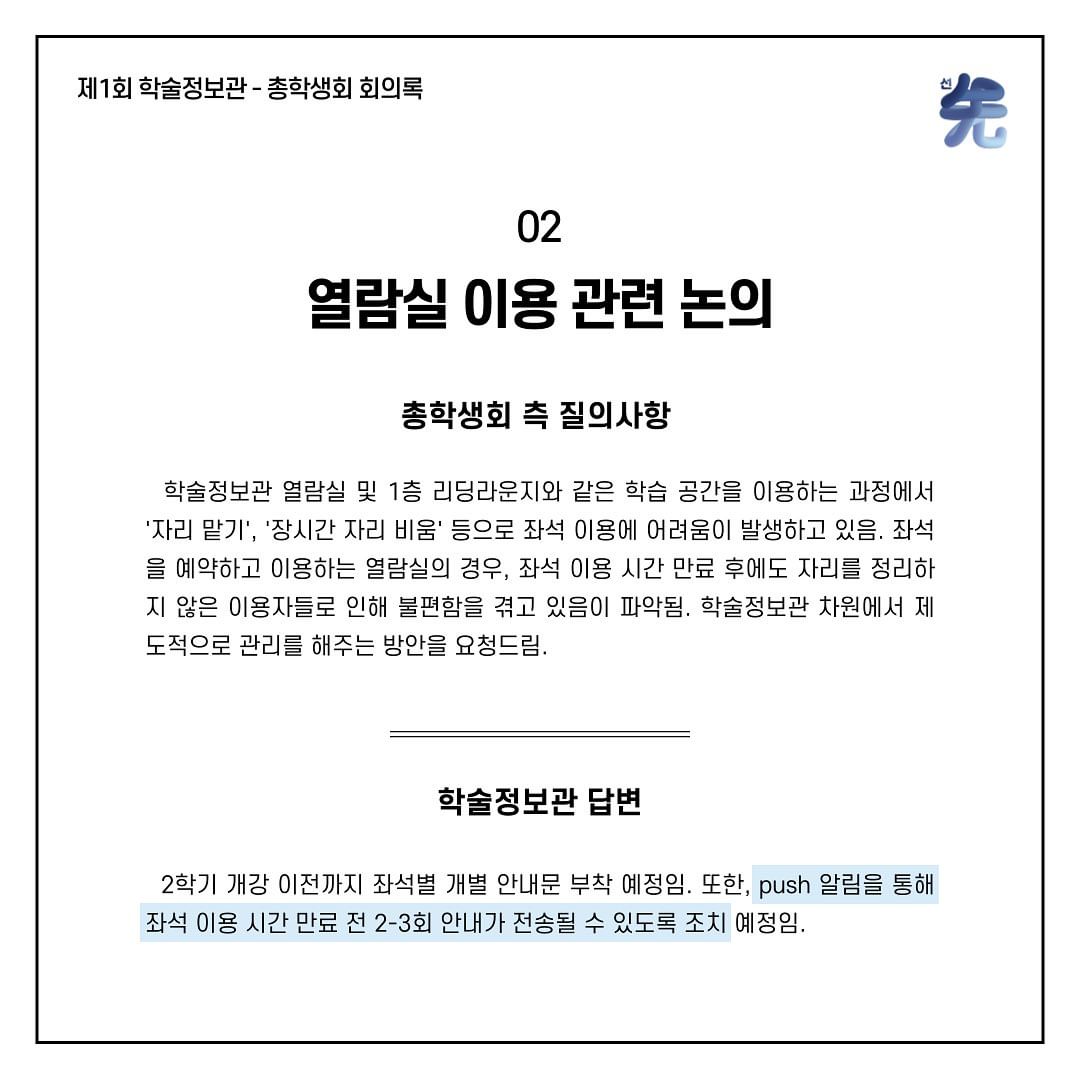 제1회 학술정보관 - 총학생회 회의록
선
先
02
열람실 이용 관련 논의
총학생회 측 질의사항
학술정보관 열람실 및 1층 리딩라운지와 같은 학습 공간을 이용하는 과정에서
'자리 맡기', '장시간 자리 비움' 등으로 좌석 이용에 어려움이 발생하고 있음. 좌석
을 예약하고 이용하는 열람실의 경우, 좌석 이용 시간 만료 후에도 자리를 정리하
지 않은 이용자들로 인해 불편함을 겪고 있음이 파악됨. 학술정보관 차원에서 제
도적으로 관리를 해주는 방안을 요청드림.
학술정보관 답변
2학기 개강 이전까지 좌석별 개별 안내문 부착 예정임. 또한, push 알림을 통해
좌석 이용 시간 만료 전 2-3회 안내가 전송될 수 있도록 조치 예정임.